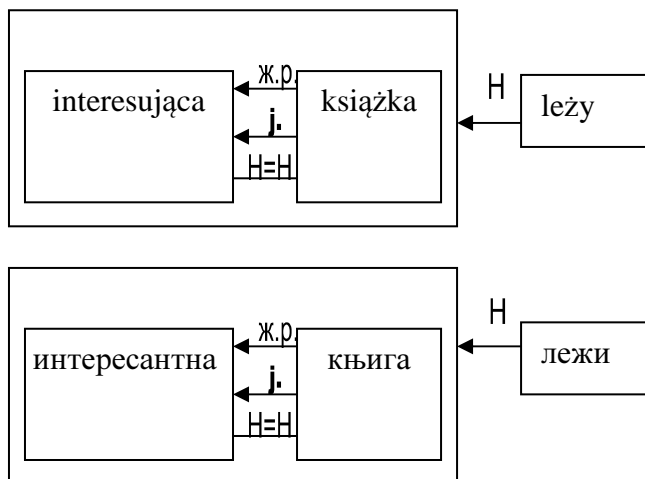 ж.р.
interesująca książka
H
leży
j.
H=H
ж.р.
H
интересантна књига
лежи
j.
H=H